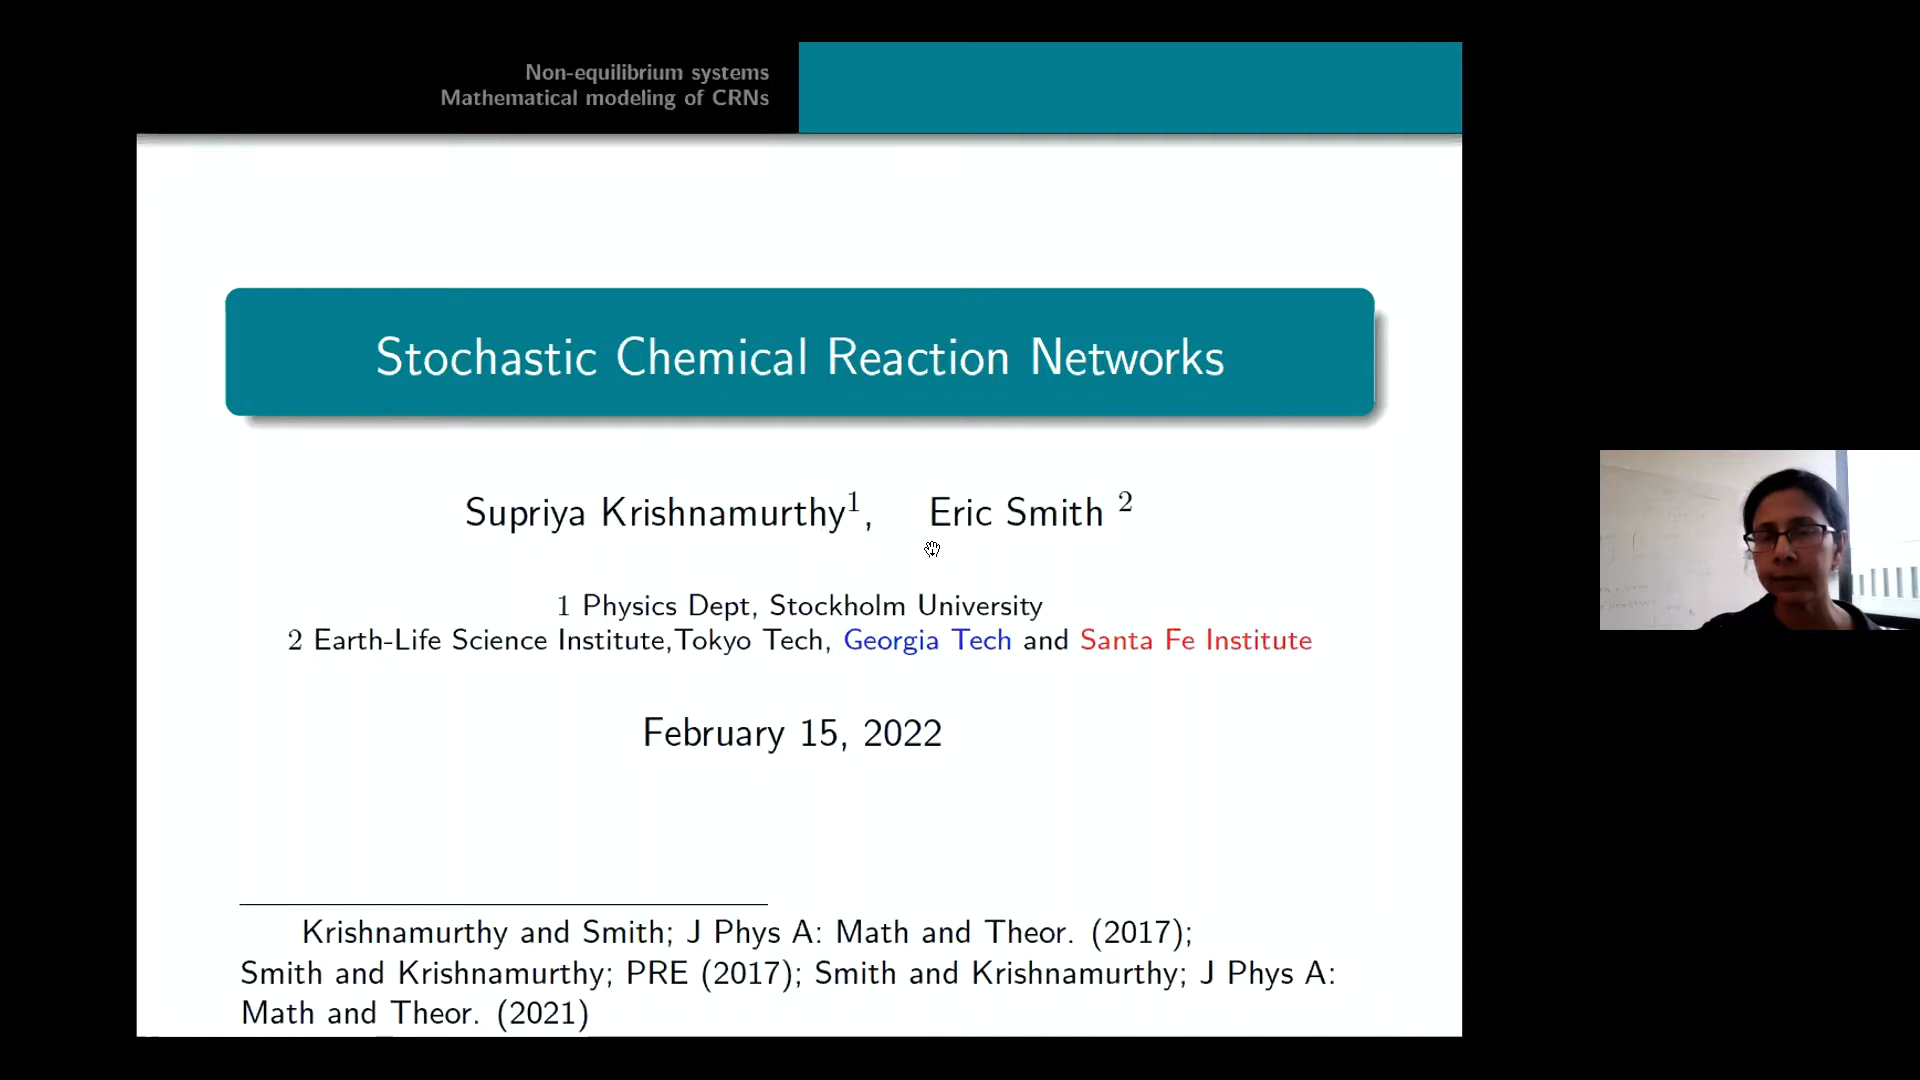 Non-equilibrium systems
Mathematical modeling of CRNs
Stochastic Chemical Reaction Networks
Supriya Krishnamurthy¹, Eric Smith ²
1 Physics Dept, Stockholm University
2 Earth-Life Science Institute,Tokyo Tech, Georgia Tech and Santa Fe Institute
February 15, 2022
Krishnamurthy and Smith; J Phys A: Math and Theor. (2017);
Smith and Krishnamurthy; PRE (2017); Smith and Krishnamurthy; J Phys A:
Math and Theor. (2021)